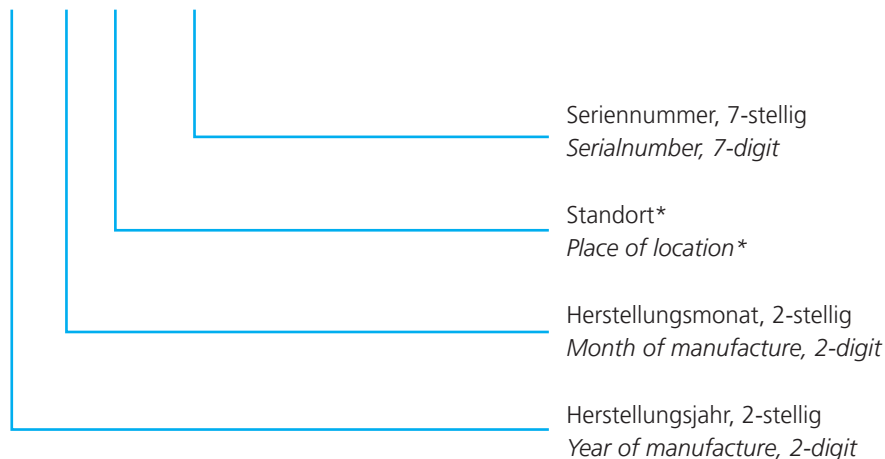 Seriennummer, 7-stellig
Serialnumber, 7-digit
Standort*
Place of location*
Herstellungsmonat, 2-stellig
Month of manufacture, 2-digit
Herstellungsjahr, 2-stellig
Year of manufacture, 2-digit